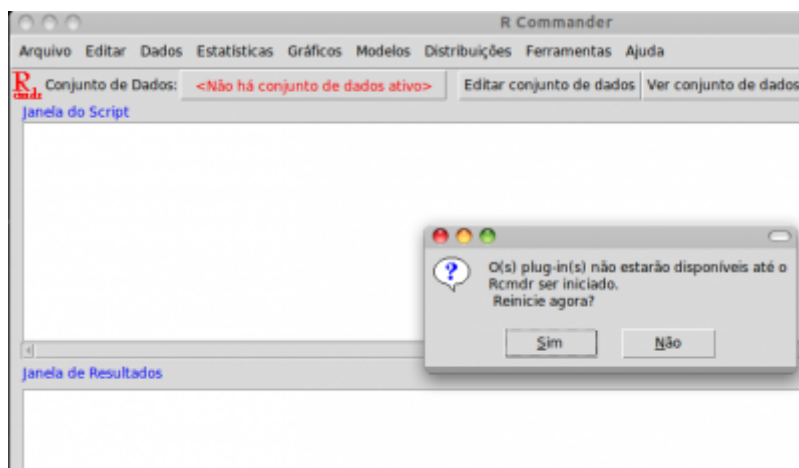 R Commander
Arquivo Editar Dados Estatísticas Gráficos Modelos Distribuições Ferramentas Ajuda
R cmdr Conjunto de Dados: <Não há conjunto de dados ativo> Editar conjunto de dados Ver conjunto de dados
Janela do Script
? O(s) plug-in(s) não estarão disponíveis até o
Rcmdr ser iniciado.
Reinicie agora?
Sim Não
Janela de Resultados